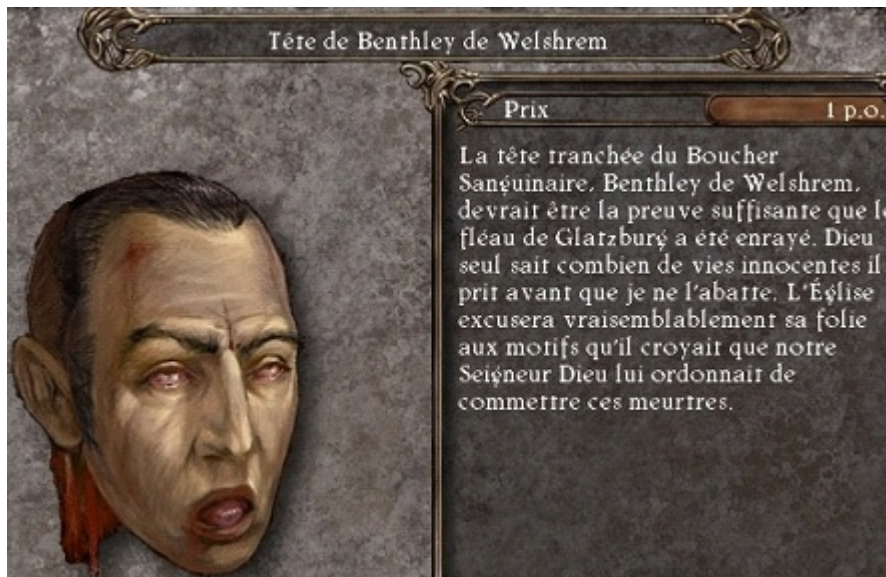 Tête de Benthley de Welshrem
Prix
1 p.o.
La tête tranchée du Boucher
Sanguinaire, Benthley de Welshrem,
devrait être la preuve suffisante que le
fléau de Glatzburg a été enrayé. Dieu
seul sait combien de vies innocentes il
prit avant que je ne l'abatte. L'Église
excusera vraisemblablement sa folie
aux motifs qu'il croyait que notre
Seigneur Dieu lui ordonnait de
commettre ces meurtres.